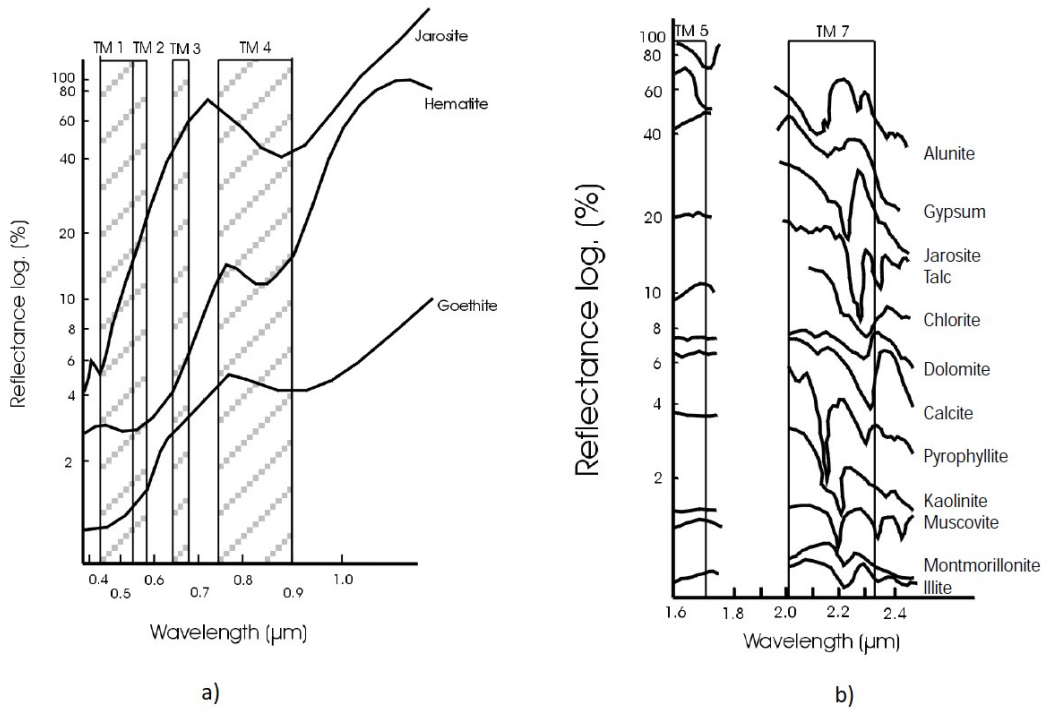 TM 1 TM 2 TM 3 TM 4
Jarosite
Hematite
Goethite
100
80
60
40
20
10
8
6
4
2
Reflectance log. (%)
0.4 0.5 0.6 0.7 0.8 0.9 1.0
Wavelength (µm)
a)
TM 5 TM 7
100
80
60
40
20
10
8
6
4
2
Reflectance log. (%)
Alunite
Gypsum
Jarosite
Talc
Chlorite
Dolomite
Calcite
Pyrophyllite
Kaolinite
Muscovite
Montmorillonite
Illite
1.6 1.8 2.0 2.2 2.4
Wavelength (µm)
b)